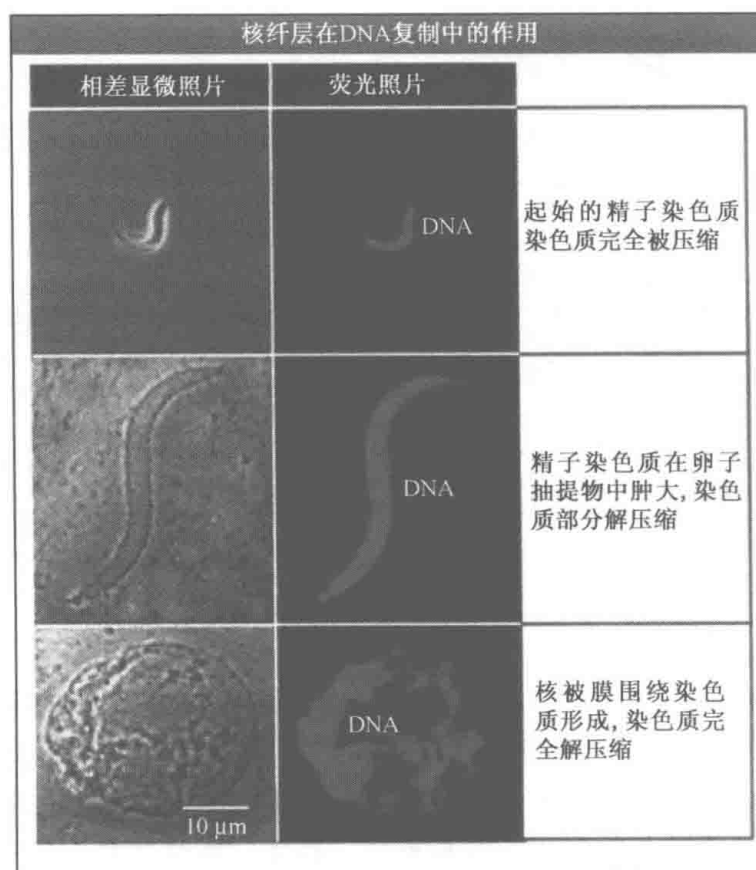 核纤层在DNA复制中的作用
相差显微照片
荧光照片
DNA
起始的精子染色质
染色质完全被压缩
DNA
精子染色质在卵子
抽提物中肿大,染色
质部分解压缩
10 μm
DNA
核被膜围绕染色
质形成,染色质完
全解压缩